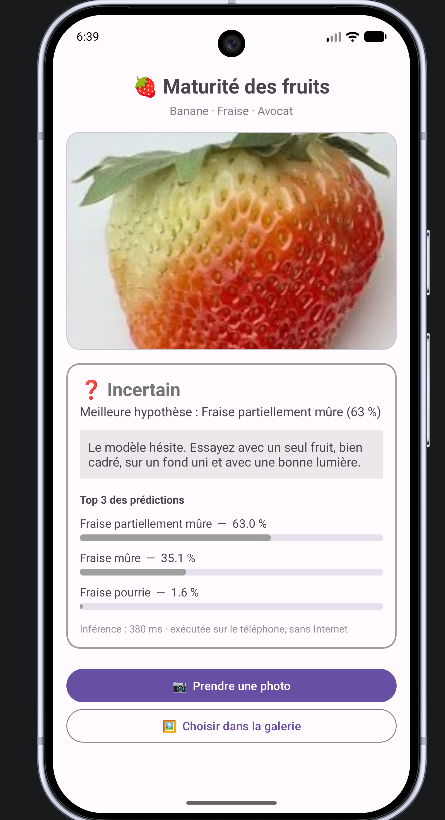 6:39
🍓 Maturité des fruits
Banane · Fraise · Avocat
❓ Incertain
Meilleure hypothèse : Fraise partiellement mûre (63 %)
Le modèle hésite. Essayez avec un seul fruit, bien
cadré, sur un fond uni et avec une bonne lumière.
Top 3 des prédictions
Fraise partiellement mûre — 63.0 %
Fraise mûre — 35.1 %
Fraise pourrie — 1.6 %
Inférence : 380 ms · exécutée sur le téléphone, sans Internet
📷 Prendre une photo
🖼️ Choisir dans la galerie